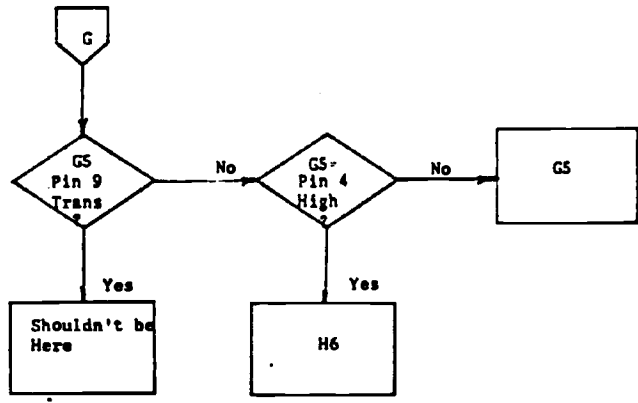 G
G5
Pin 9
Trans
?
No
G5-
Pin 4
High
?
No
G5
Yes
Shouldn't be
Here
Yes
H6